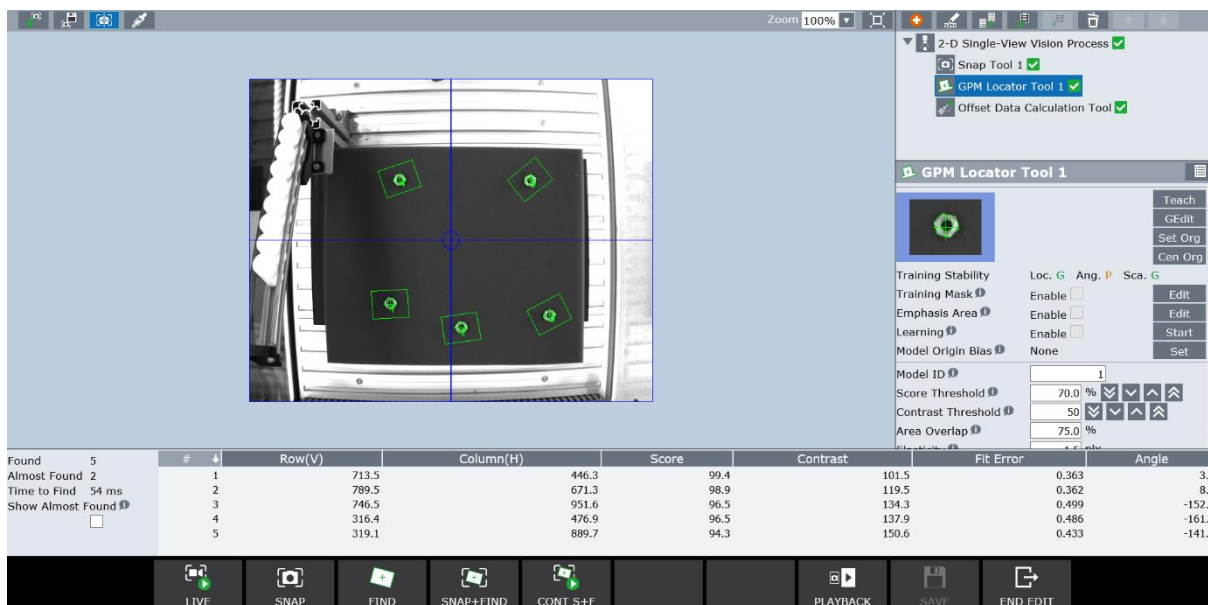 Zoom 100%
2-D Single-View Vision Process
Snap Tool 1
GPM Locator Tool 1
Offset Data Calculation Tool
GPM Locator Tool 1
Teach
GEdit
Set Org
Cen Org
Training Stability Loc. G Ang. P Sca. G
Training Mask Enable Edit
Emphasis Area Enable Edit
Learning Enable Start
Model Origin Bias None Set
Model ID 1
Score Threshold 70.0 %
Contrast Threshold 50
Area Overlap 75.0 %
Found 5
Almost Found 2
Time to Find 54 ms
Show Almost Found
# Row(V) Column(H) Score Contrast Fit Error Angle
1 713.5 446.3 99.4 101.5 0.363 3.
2 789.5 671.3 98.9 119.5 0.362 8.
3 746.5 951.6 96.5 134.3 0.499 -152.
4 316.4 476.9 96.5 137.9 0.486 -161.
5 319.1 889.7 94.3 150.6 0.433 -141.
LIVE SNAP FIND SNAP+FIND CONT S+F PLAYBACK SAVE END EDIT